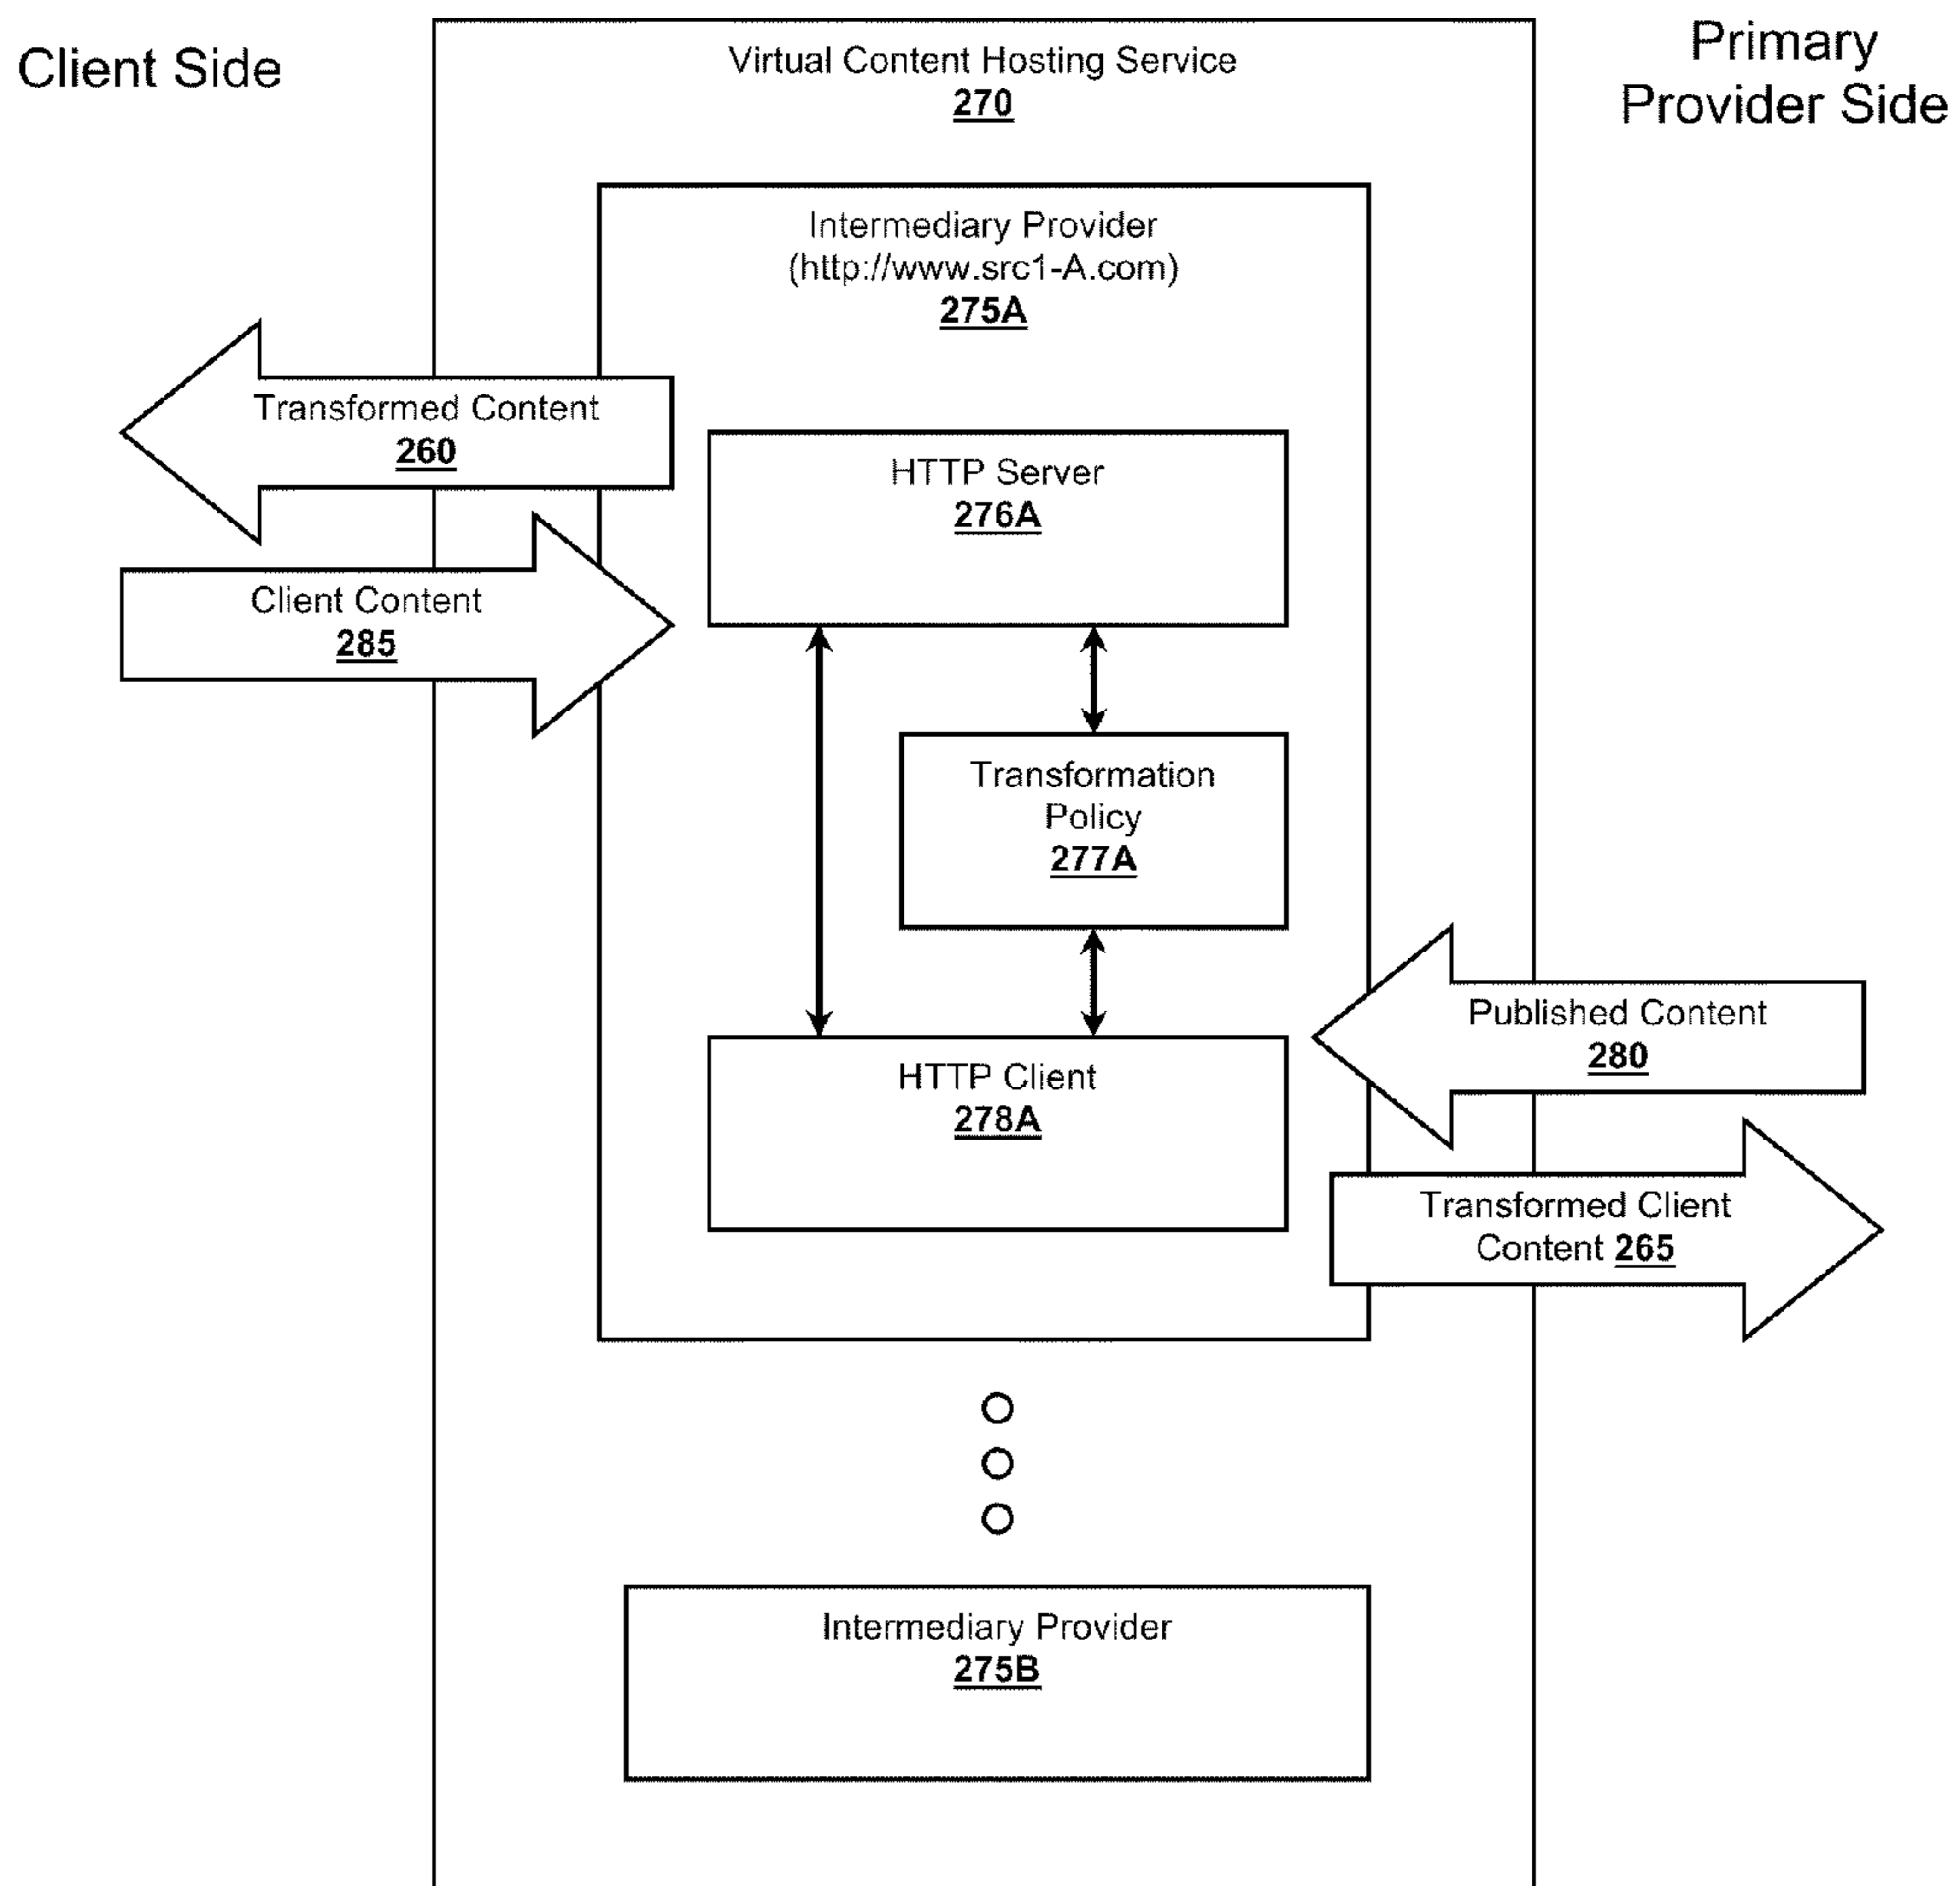 Client Side
Virtual Content Hosting Service
270
Primary
Provider Side
Intermediary Provider
(http://www.src1-A.com)
275A
Transformed Content
260
HTTP Server
276A
Client Content
285
Transformation
Policy
277A
Published Content
280
HTTP Client
278A
Transformed Client
Content 265
Intermediary Provider
275B